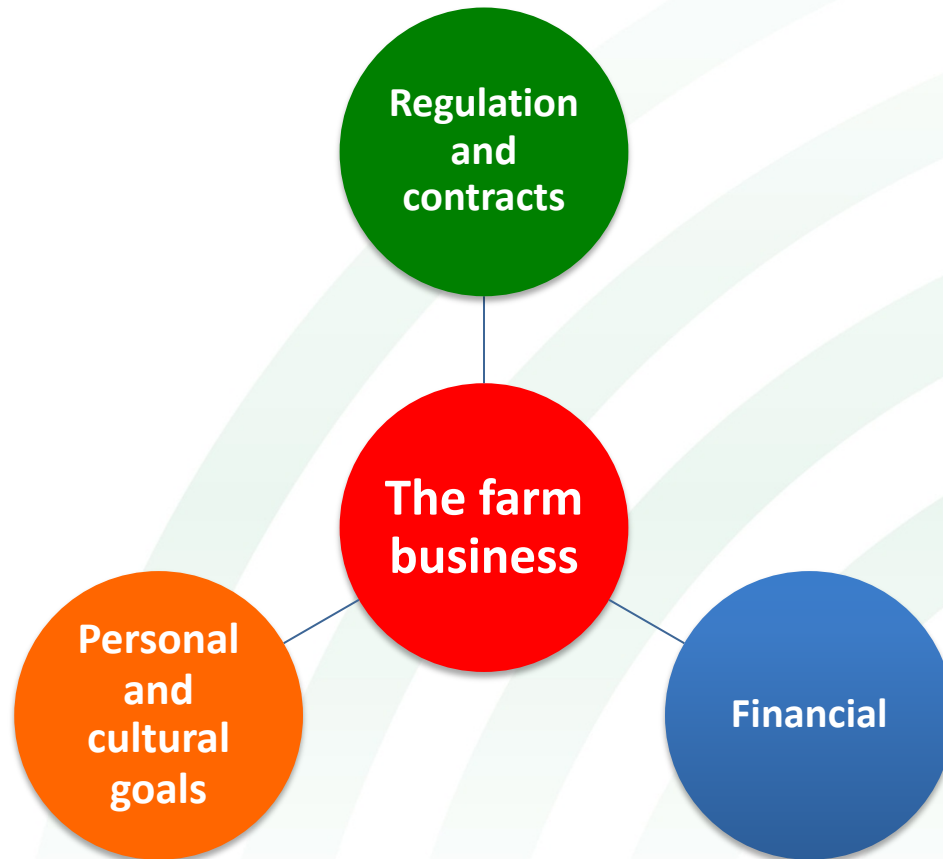 Regulation
and
contracts
The farm
business
Personal
and
cultural
goals
Financial